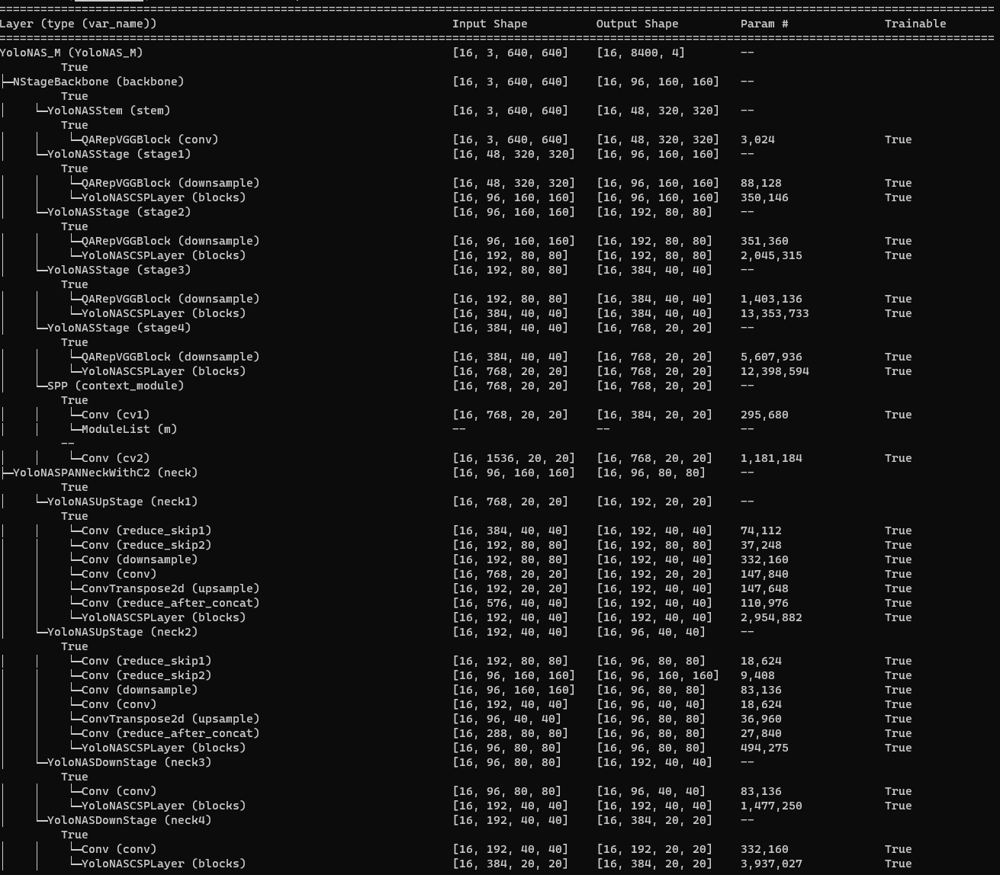 ==========================================================================================
Layer (type (var_name)) Input Shape Output Shape Param # Trainable
==========================================================================================
YoloNAS_M (YoloNAS_M) [16, 3, 640, 640] [16, 8400, 4] --
True
├─NStageBackbone (backbone) [16, 3, 640, 640] [16, 96, 160, 160] --
True
│ └─YoloNASStem (stem) [16, 3, 640, 640] [16, 48, 320, 320] --
True
│ │ └─QARepVGGBlock (conv) [16, 3, 640, 640] [16, 48, 320, 320] 3,024 True
│ └─YoloNASStage (stage1) [16, 48, 320, 320] [16, 96, 160, 160] --
True
│ │ └─QARepVGGBlock (downsample) [16, 48, 320, 320] [16, 96, 160, 160] 88,128 True
│ │ └─YoloNASCSPLayer (blocks) [16, 96, 160, 160] [16, 96, 160, 160] 350,146 True
│ └─YoloNASStage (stage2) [16, 96, 160, 160] [16, 192, 80, 80] --
True
│ │ └─QARepVGGBlock (downsample) [16, 96, 160, 160] [16, 192, 80, 80] 351,360 True
│ │ └─YoloNASCSPLayer (blocks) [16, 192, 80, 80] [16, 192, 80, 80] 2,045,315 True
│ └─YoloNASStage (stage3) [16, 192, 80, 80] [16, 384, 40, 40] --
True
│ │ └─QARepVGGBlock (downsample) [16, 192, 80, 80] [16, 384, 40, 40] 1,403,136 True
│ │ └─YoloNASCSPLayer (blocks) [16, 384, 40, 40] [16, 384, 40, 40] 13,353,733 True
│ └─YoloNASStage (stage4) [16, 384, 40, 40] [16, 768, 20, 20] --
True
│ │ └─QARepVGGBlock (downsample) [16, 384, 40, 40] [16, 768, 20, 20] 5,607,936 True
│ │ └─YoloNASCSPLayer (blocks) [16, 768, 20, 20] [16, 768, 20, 20] 12,398,594 True
│ └─SPP (context_module) [16, 768, 20, 20] [16, 768, 20, 20] --
True
│ │ └─Conv (cv1) [16, 768, 20, 20] [16, 384, 20, 20] 295,680 True
│ │ └─ModuleList (m) -- -- --
--
│ │ └─Conv (cv2) [16, 1536, 20, 20] [16, 768, 20, 20] 1,181,184 True
├─YoloNASPANNeckWithC2 (neck) [16, 96, 160, 160] [16, 96, 80, 80] --
True
│ └─YoloNASUpStage (neck1) [16, 768, 20, 20] [16, 192, 20, 20] --
True
│ │ └─Conv (reduce_skip1) [16, 384, 40, 40] [16, 192, 40, 40] 74,112 True
│ │ └─Conv (reduce_skip2) [16, 192, 80, 80] [16, 192, 80, 80] 37,248 True
│ │ └─Conv (downsample) [16, 192, 80, 80] [16, 192, 40, 40] 332,160 True
│ │ └─Conv (conv) [16, 768, 20, 20] [16, 192, 20, 20] 147,840 True
│ │ └─ConvTranspose2d (upsample) [16, 192, 20, 20] [16, 192, 40, 40] 147,648 True
│ │ └─Conv (reduce_after_concat) [16, 576, 40, 40] [16, 192, 40, 40] 110,976 True
│ │ └─YoloNASCSPLayer (blocks) [16, 192, 40, 40] [16, 192, 40, 40] 2,954,882 True
│ └─YoloNASUpStage (neck2) [16, 192, 40, 40] [16, 96, 40, 40] --
True
│ │ └─Conv (reduce_skip1) [16, 192, 80, 80] [16, 96, 80, 80] 18,624 True
│ │ └─Conv (reduce_skip2) [16, 96, 160, 160] [16, 96, 160, 160] 9,408 True
│ │ └─Conv (downsample) [16, 96, 160, 160] [16, 96, 80, 80] 83,136 True
│ │ └─Conv (conv) [16, 192, 40, 40] [16, 96, 40, 40] 18,624 True
│ │ └─ConvTranspose2d (upsample) [16, 96, 40, 40] [16, 96, 80, 80] 36,960 True
│ │ └─Conv (reduce_after_concat) [16, 288, 80, 80] [16, 96, 80, 80] 27,840 True
│ │ └─YoloNASCSPLayer (blocks) [16, 96, 80, 80] [16, 96, 80, 80] 494,275 True
│ └─YoloNASDownStage (neck3) [16, 96, 80, 80] [16, 192, 40, 40] --
True
│ │ └─Conv (conv) [16, 96, 80, 80] [16, 96, 40, 40] 83,136 True
│ │ └─YoloNASCSPLayer (blocks) [16, 192, 40, 40] [16, 192, 40, 40] 1,477,250 True
│ └─YoloNASDownStage (neck4) [16, 192, 40, 40] [16, 384, 20, 20] --
True
│ │ └─Conv (conv) [16, 192, 40, 40] [16, 192, 20, 20] 332,160 True
│ │ └─YoloNASCSPLayer (blocks) [16, 384, 20, 20] [16, 384, 20, 20] 3,937,027 True